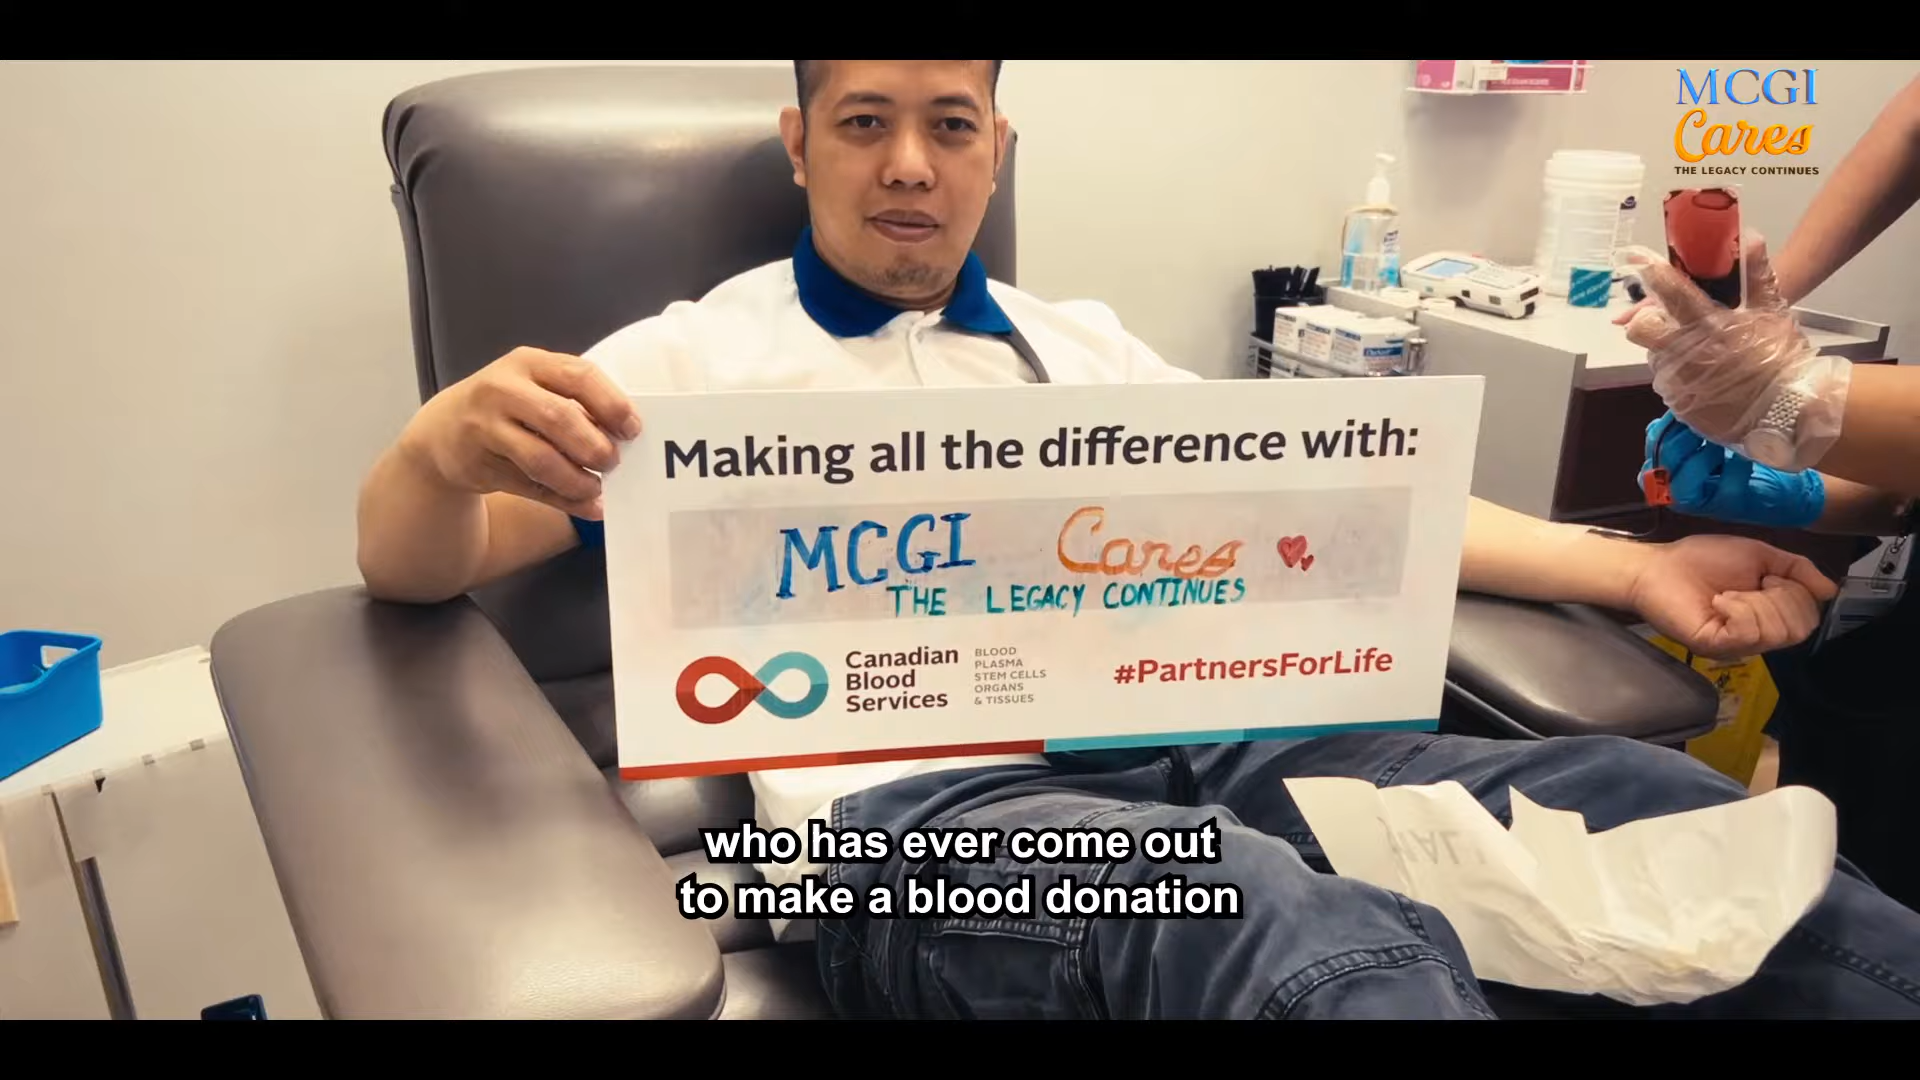 MCGI
Cares
THE LEGACY CONTINUES
Making all the difference with:
MCGI Cares
THE LEGACY CONTINUES
Canadian
Blood
Services
BLOOD
PLASMA
STEM CELLS
ORGANS
& TISSUES
#PartnersForLife
who has ever come out
to make a blood donation